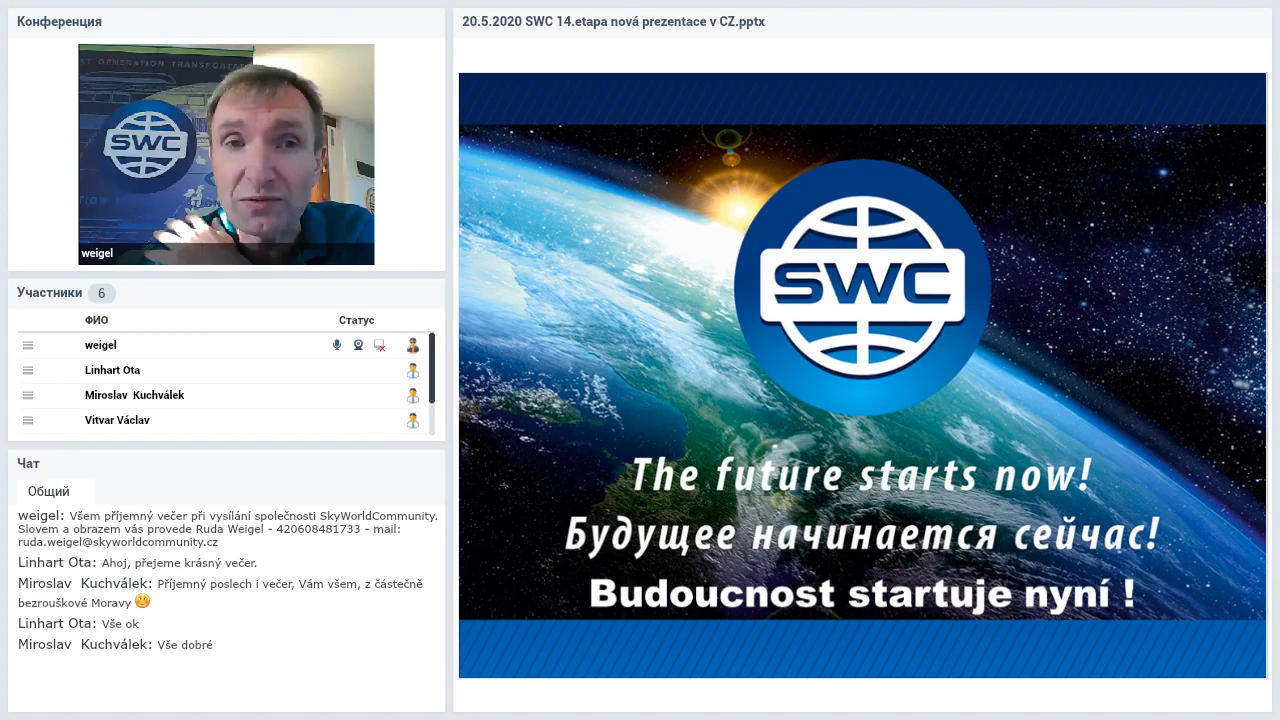 Конференция
XT GENERATION TRANSPORTAT
SWC
weigel
Участники 6
ФИО Статус
weigel
Linhart Ota
Miroslav Kuchválek
Vitvar Václav
Чат
Общий
weigel: Všem příjemný večer při vysílání společnosti SkyWorldCommunity.
Slovem a obrazem vás provede Ruda Weigel - 420608481733 - mail:
ruda.weigel@skyworldcommunity.cz
Linhart Ota: Ahoj, přejeme krásný večer.
Miroslav Kuchválek: Příjemný poslech i večer, Vám všem, z částečně
bezrouškové Moravy
Linhart Ota: Vše ok
Miroslav Kuchválek: Vše dobré
20.5.2020 SWC 14.etapa nová prezentace v CZ.pptx
SWC
The future starts now!
Будущее начинается сейчас!
Budoucnost startuje nyní !